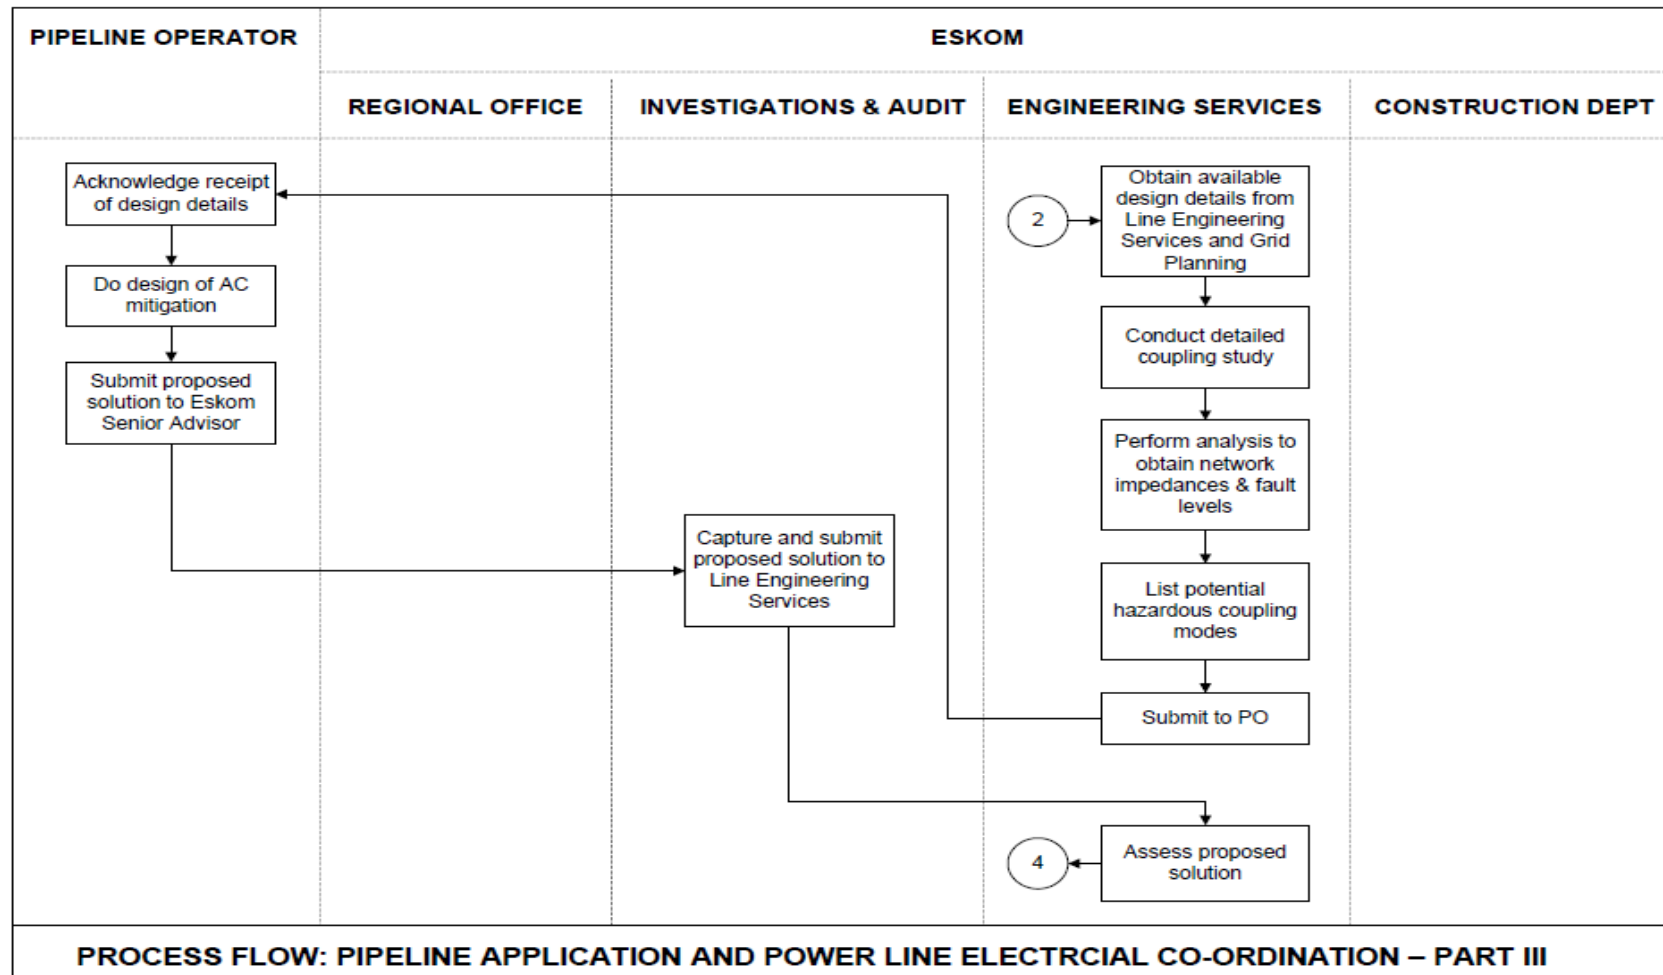 PIPELINE OPERATOR
ESKOM
REGIONAL OFFICE
INVESTIGATIONS & AUDIT
ENGINEERING SERVICES
CONSTRUCTION DEPT
Acknowledge receipt
of design details
Do design of AC
mitigation
Submit proposed
solution to Eskom
Senior Advisor
Capture and submit
proposed solution to
Line Engineering
Services
2
Obtain available
design details from
Line Engineering
Services and Grid
Planning
Conduct detailed
coupling study
Perform analysis to
obtain network
impedances & fault
levels
List potential
hazardous coupling
modes
Submit to PO
4
Assess proposed
solution
PROCESS FLOW: PIPELINE APPLICATION AND POWER LINE ELECTRCIAL CO-ORDINATION – PART III